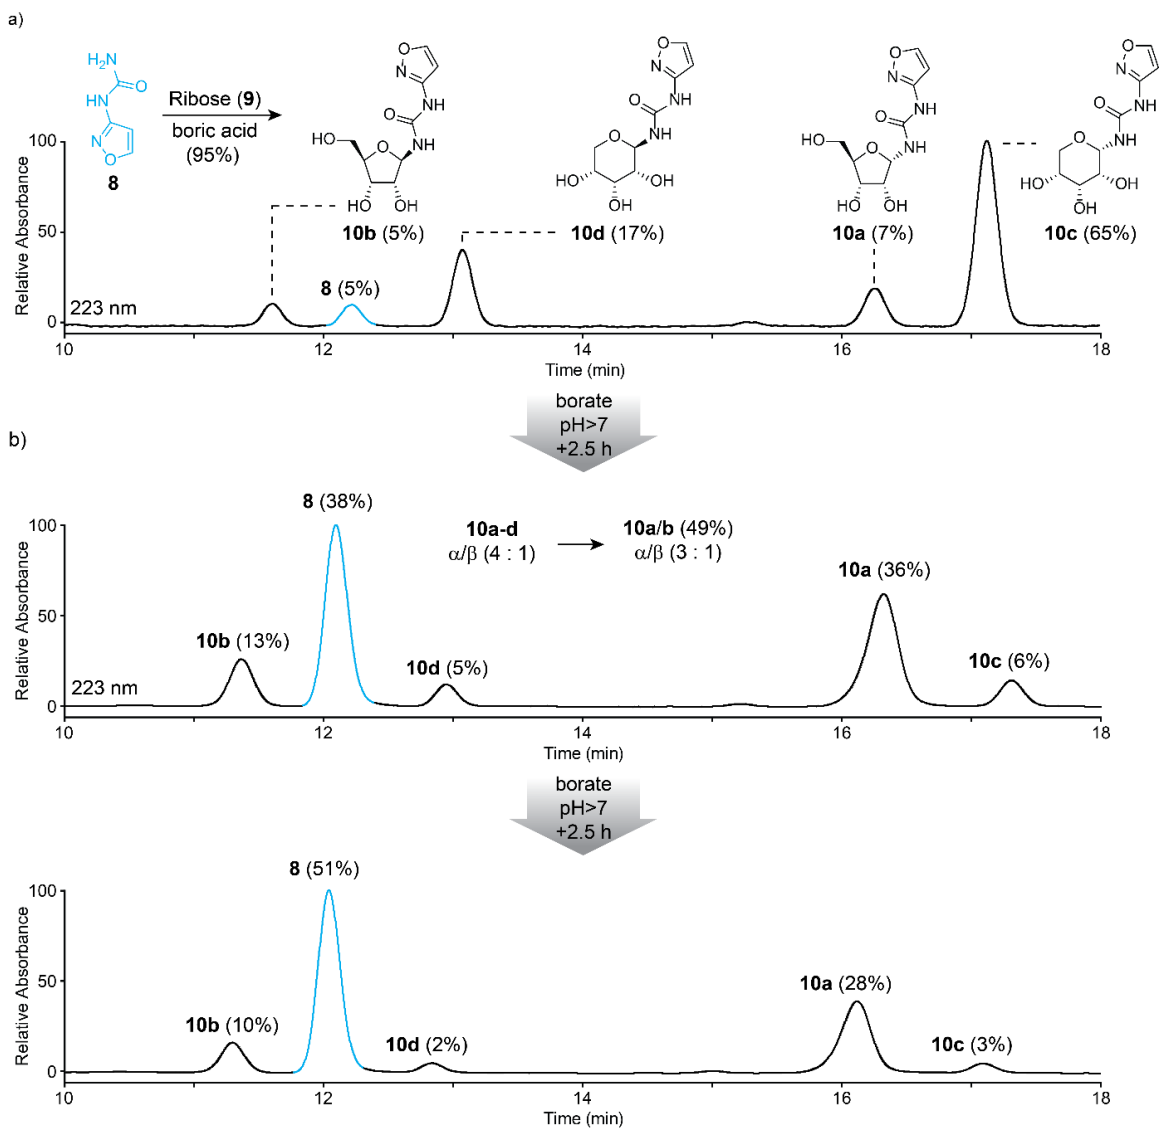 a)
H2N
O
NH
N
O
8
Ribose (9)
boric acid
(95%)
O
N
NH
O
NH
HO
O
HO OH
10b (5%)
O
N
NH
O
NH
O
HO OH
OH
10d (17%)
O
N
NH
O
NH
HO
O
HO OH
10a (7%)
O
N
NH
O
NH
O
HO OH
OH
10c (65%)
8 (5%)
223 nm
Relative Absorbance
100
50
0
10 12 14 16 18
Time (min)
borate
pH>7
+2.5 h
b)
8 (38%)
10a-d
α/β (4 : 1)
10a/b (49%)
α/β (3 : 1)
10a (36%)
10b (13%)
10d (5%)
10c (6%)
223 nm
Relative Absorbance
100
50
0
10 12 14 16 18
Time (min)
borate
pH>7
+2.5 h
8 (51%)
10a (28%)
10b (10%)
10d (2%)
10c (3%)
Relative Absorbance
100
50
0
10 12 14 16 18
Time (min)